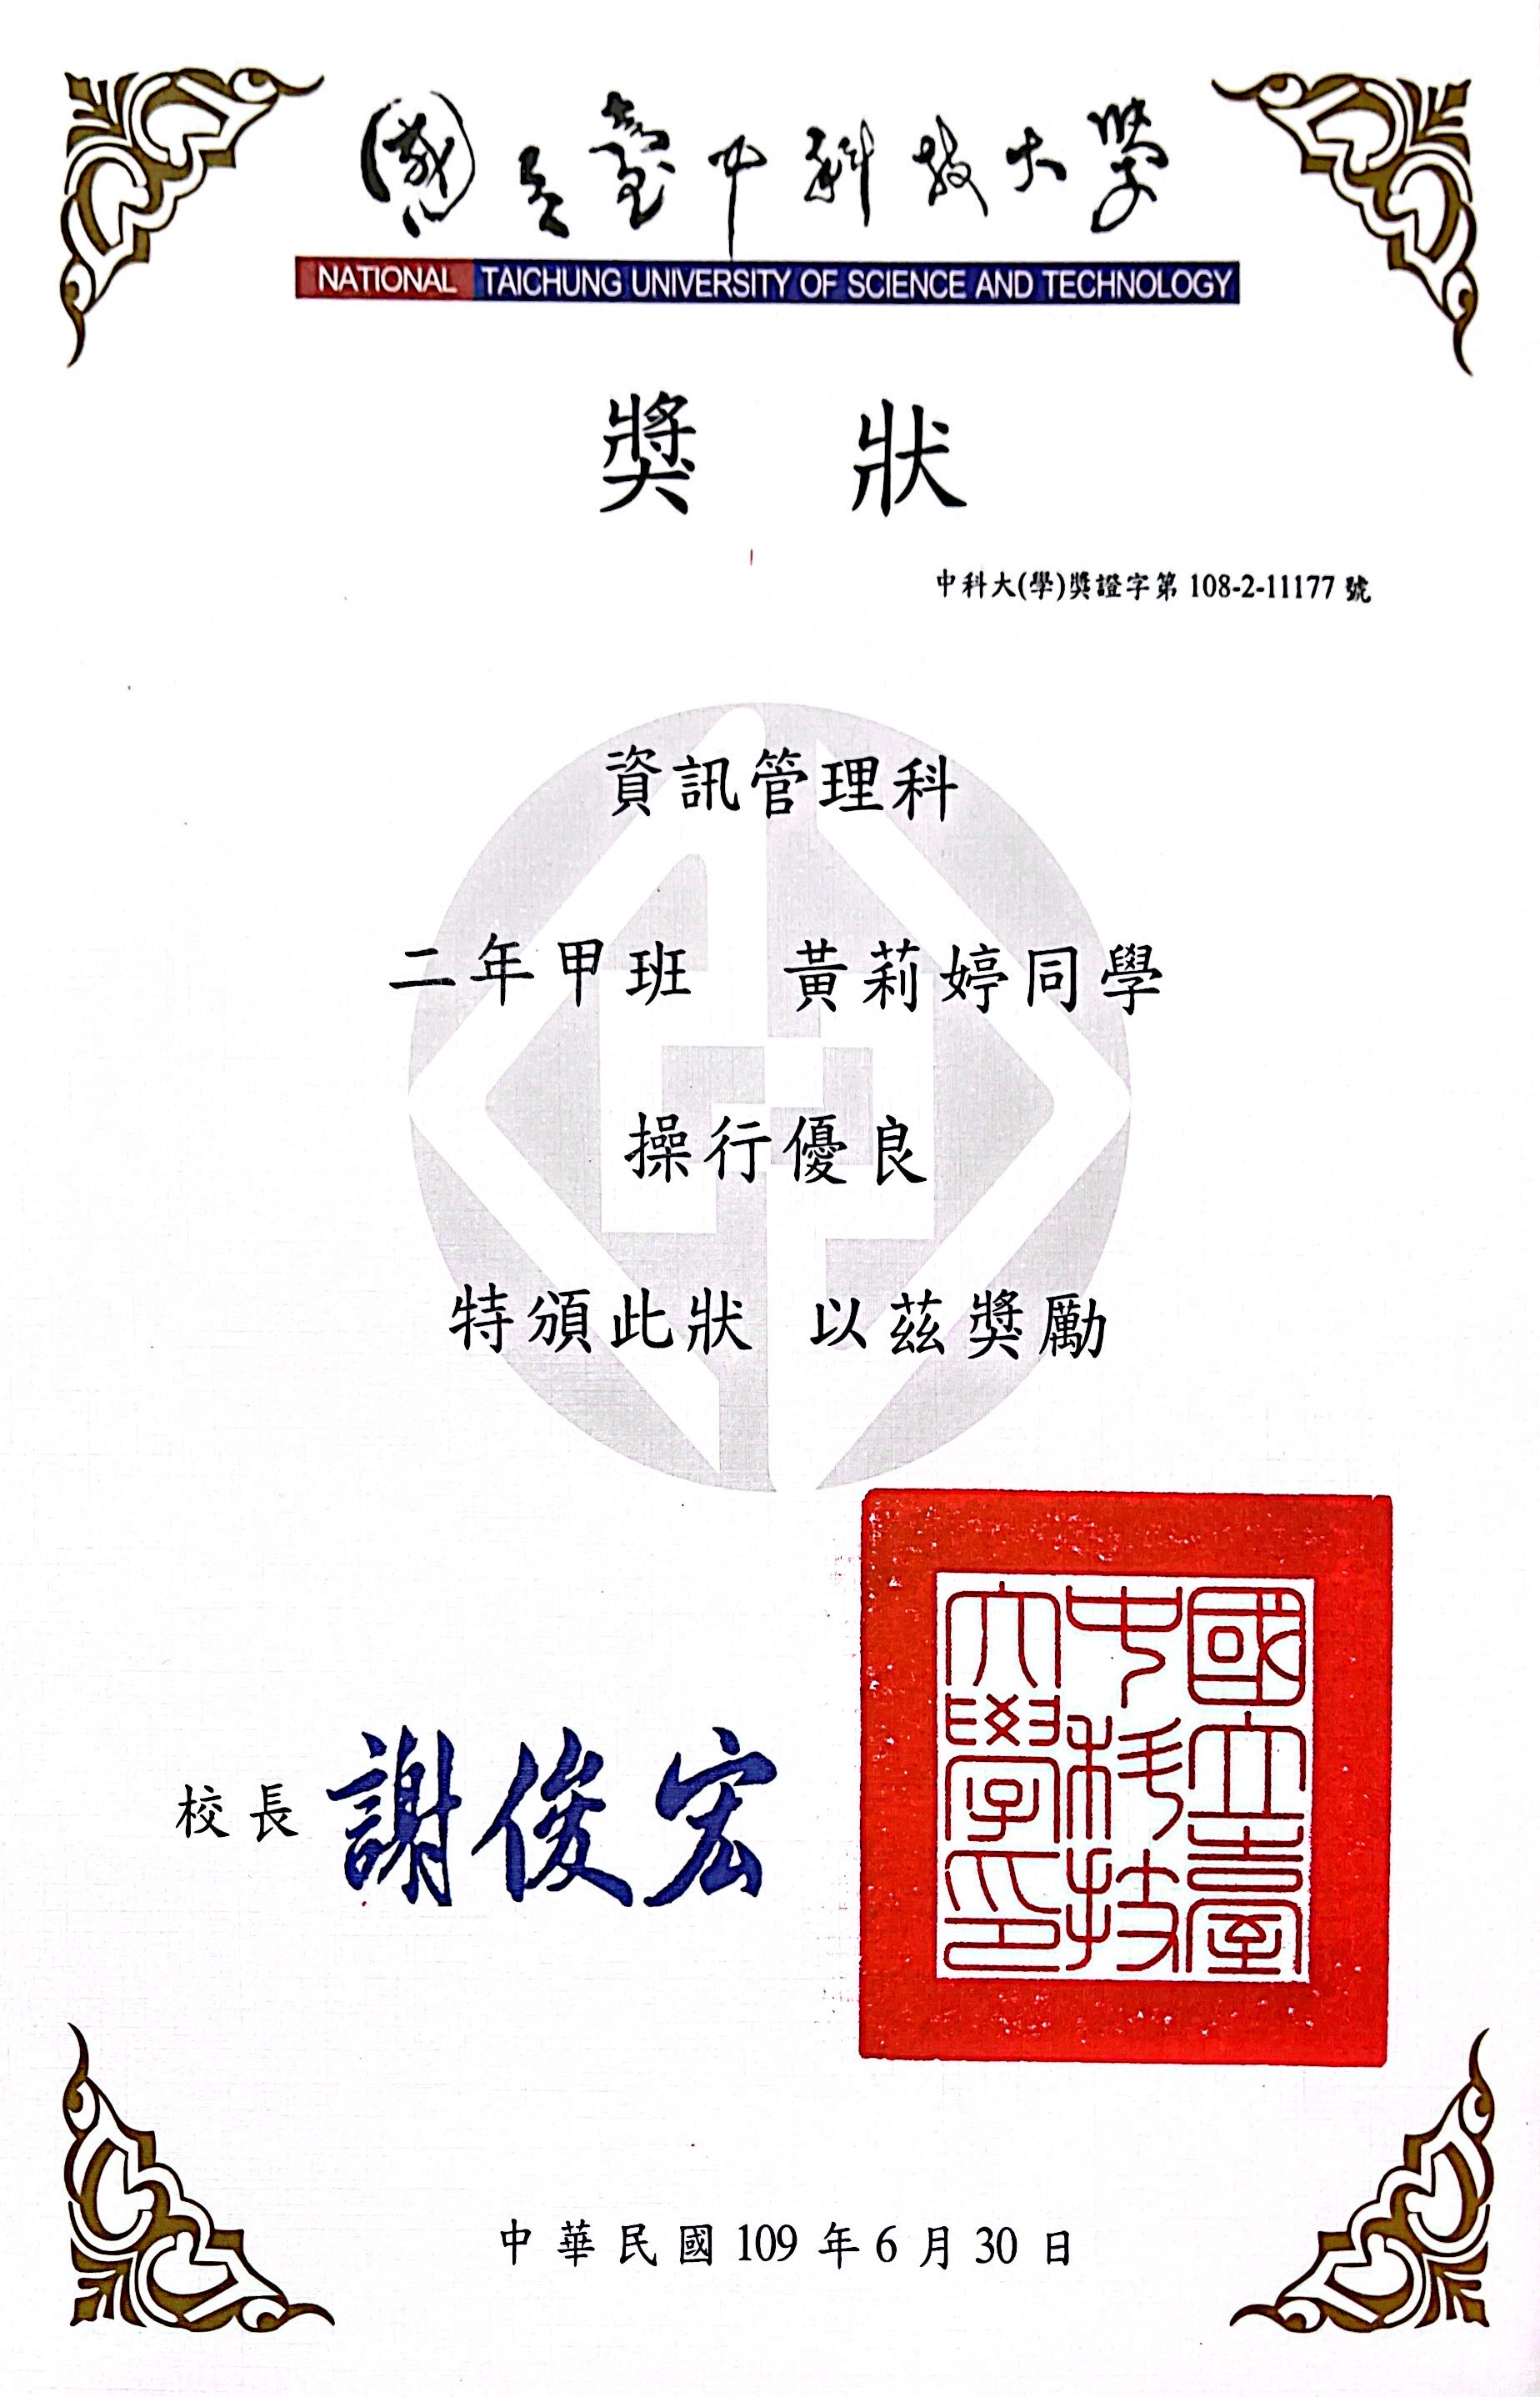 國立臺中科技大學
NATIONAL TAICHUNG UNIVERSITY OF SCIENCE AND TECHNOLOGY
獎狀
中科大(學)獎證字第 108-2-11177 號
資訊管理科
二年甲班 黃莉婷同學
操行優良
特頒此狀 以茲獎勵
國立臺
中科技
大學印
校長 謝俊宏
中華民國 109 年 6 月 30 日